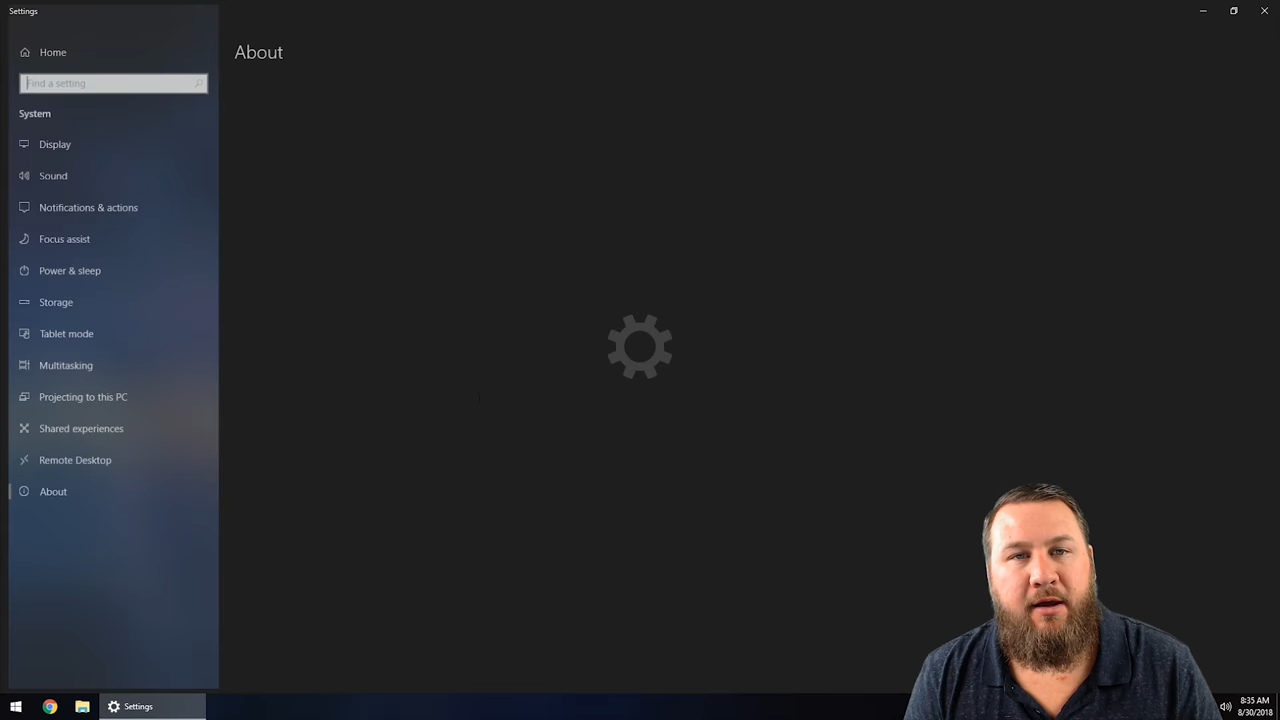 Settings
Home
About
Find a setting
System
Display
Sound
Notifications & actions
Focus assist
Power & sleep
Storage
Tablet mode
Multitasking
Projecting to this PC
Shared experiences
Remote Desktop
About
Settings
8:35 AM
8/30/2018